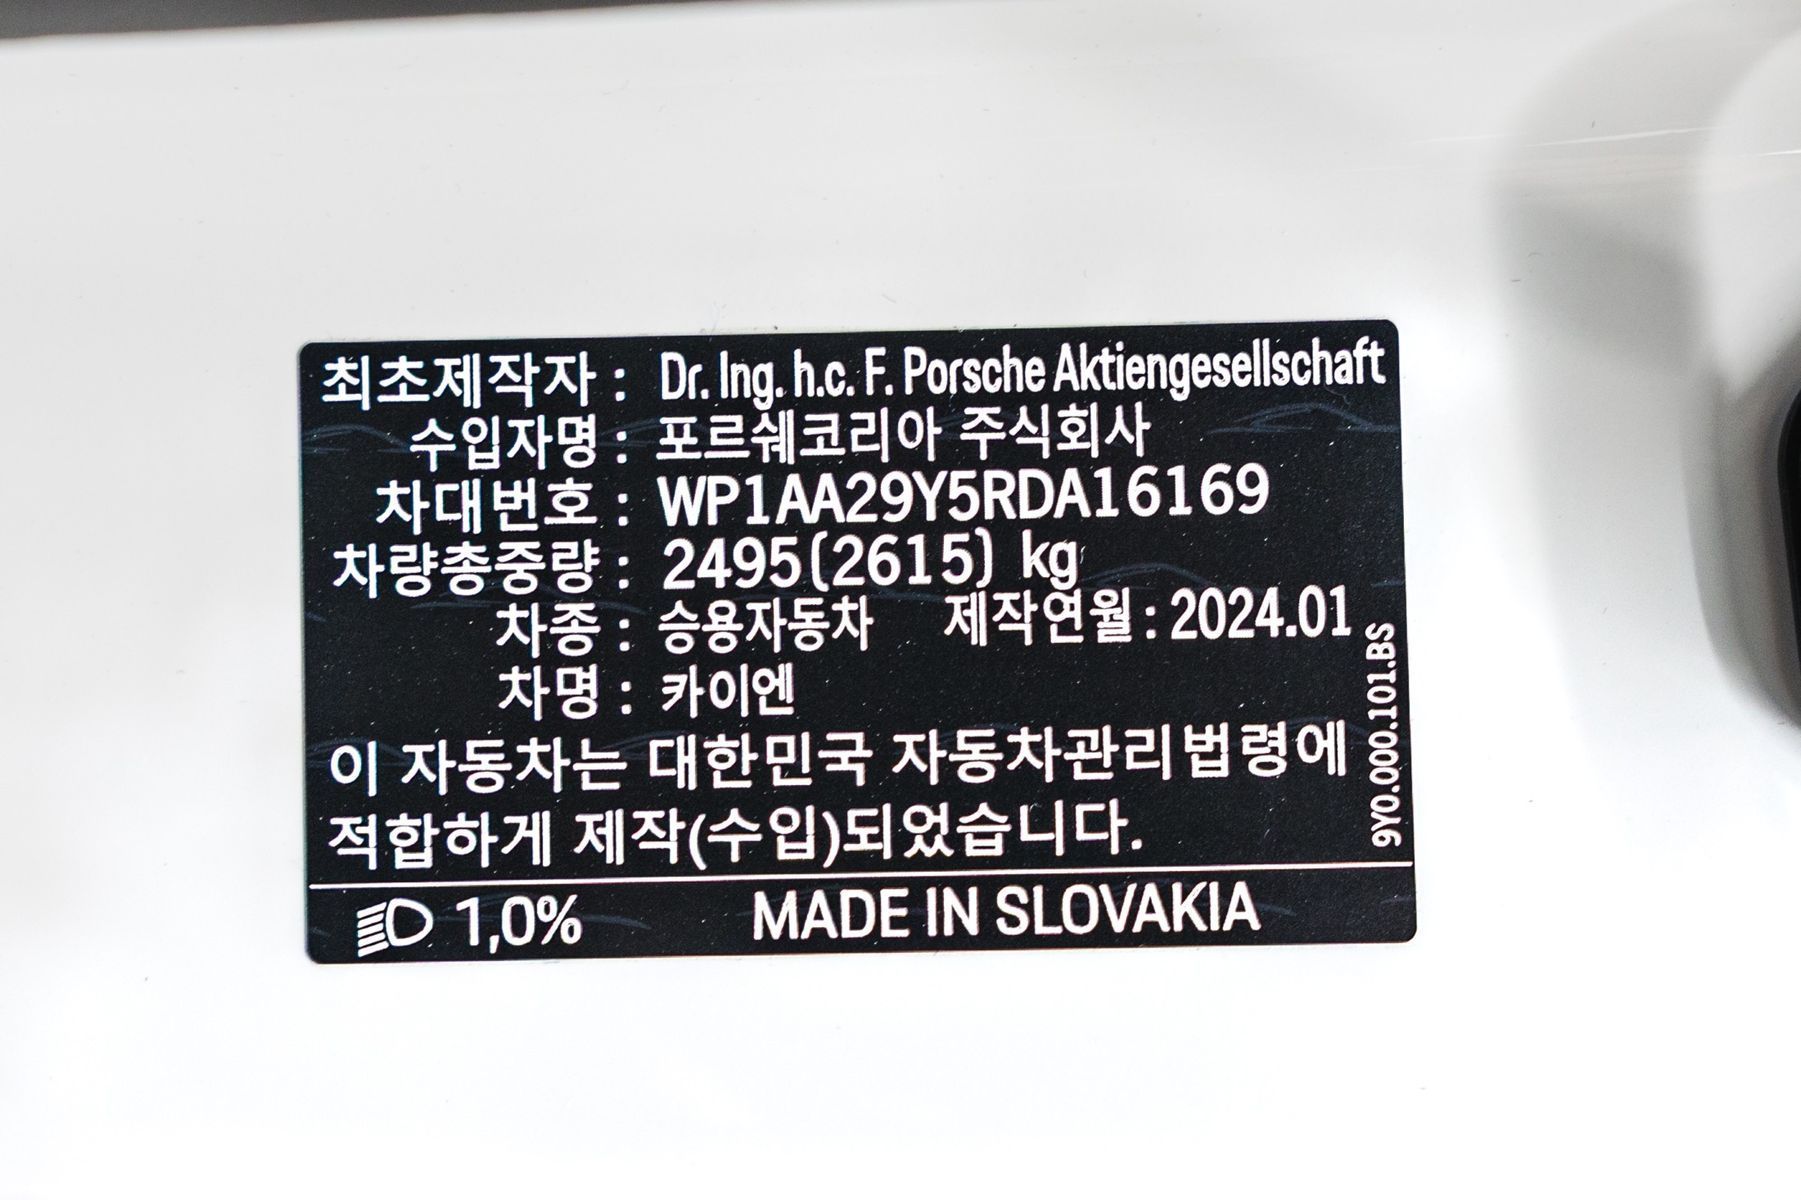 최초제작자 : Dr. Ing. h.c. F. Porsche Aktiengesellschaft
수입자명 : 포르쉐코리아 주식회사
차대번호 : WP1AA29Y5RDA16169
차량총중량 : 2495(2615) kg
차종 : 승용자동차 제작연월 : 2024.01
차명 : 카이엔
이 자동차는 대한민국 자동차관리법령에
적합하게 제작(수입)되었습니다.
9Y0.000.101.BS
1,0% MADE IN SLOVAKIA